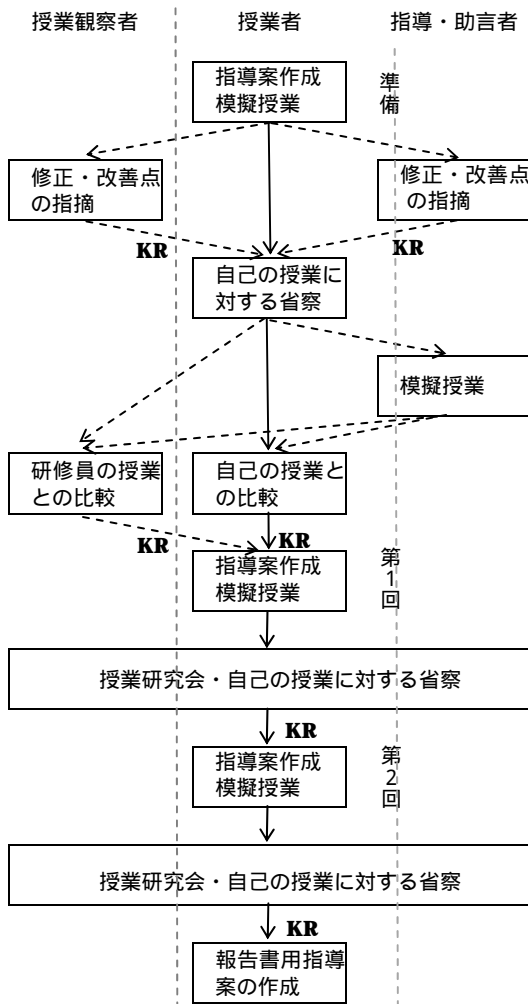 授業観察者
授業者
指導・助言者
指導案作成
模擬授業
準備
修正・改善点
の指摘
修正・改善点
の指摘
KR
KR
自己の授業に
対する省察
模擬授業
研修員の授業
との比較
自己の授業と
の比較
KR
KR
指導案作成
模擬授業
第1回
授業研究会・自己の授業に対する省察
KR
指導案作成
模擬授業
第2回
授業研究会・自己の授業に対する省察
KR
報告書用指導
案の作成